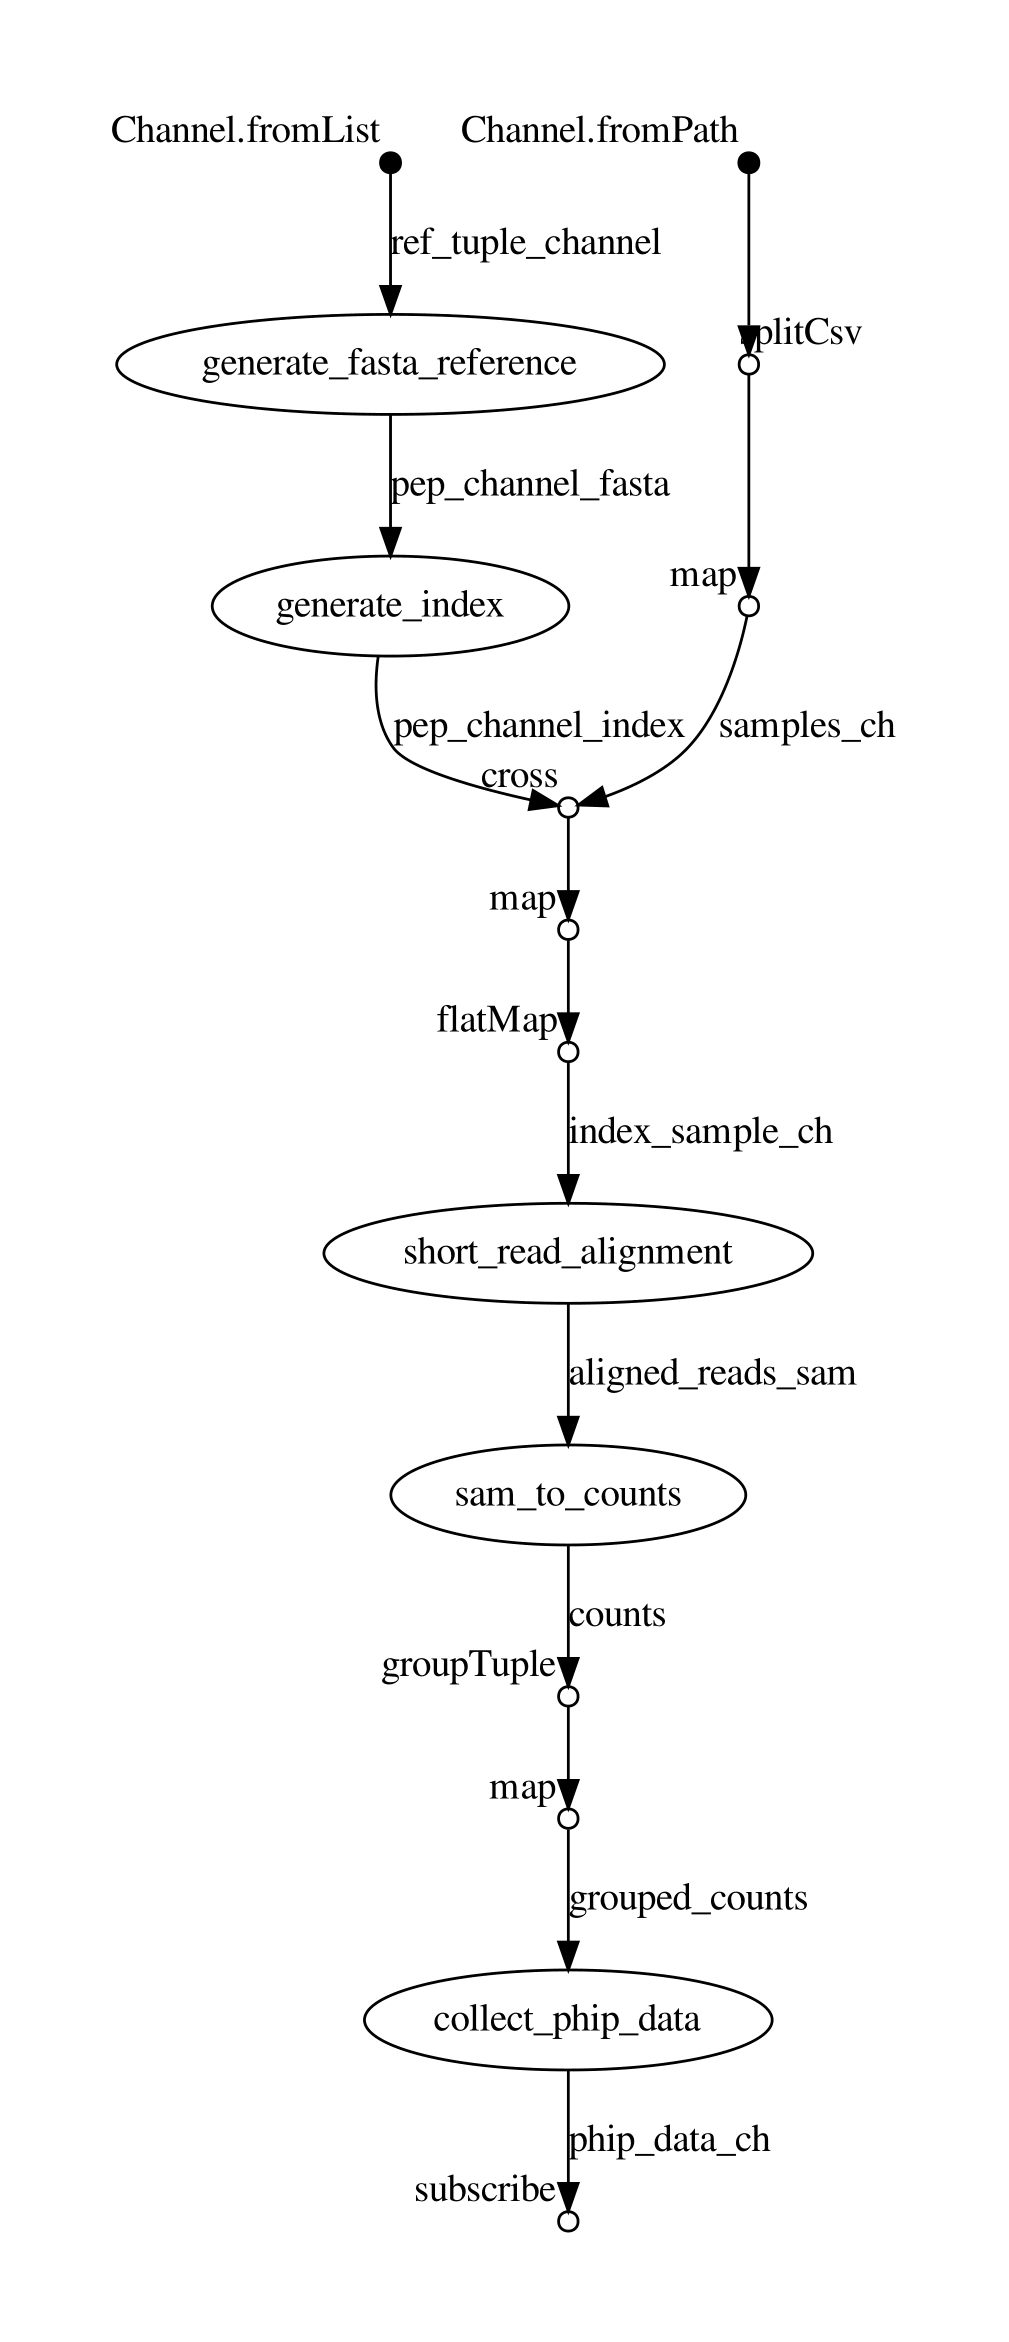 Channel.fromList
Channel.fromPath
ref_tuple_channel
splitCsv
generate_fasta_reference
pep_channel_fasta
map
generate_index
pep_channel_index
samples_ch
cross
map
flatMap
index_sample_ch
short_read_alignment
aligned_reads_sam
sam_to_counts
counts
groupTuple
map
grouped_counts
collect_phip_data
phip_data_ch
subscribe